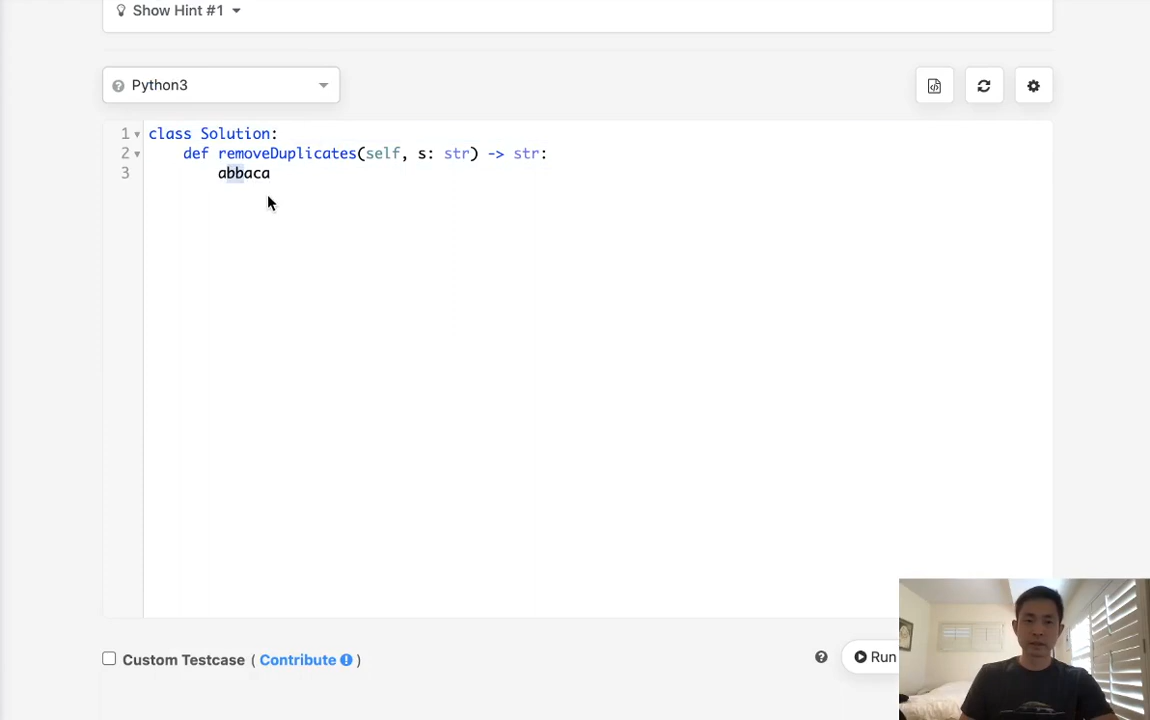 Show Hint #1
Python3
1 class Solution:
2 def removeDuplicates(self, s: str) -> str:
3 abbaca
Custom Testcase ( Contribute )
Run